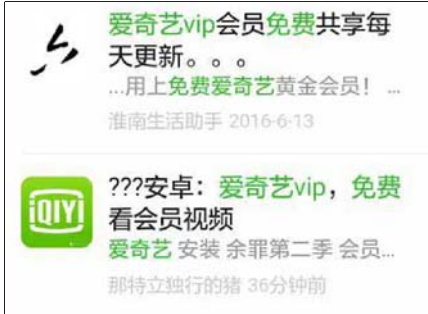 爱奇艺vip会员免费共享每
天更新。。。
...用上免费爱奇艺黄金会员！ ...
淮南生活助手 2016-6-13
???安卓：爱奇艺vip，免费
看会员视频
爱奇艺 安装 余罪第二季 会员...
那特立独行的猪 36分钟前
QIYI